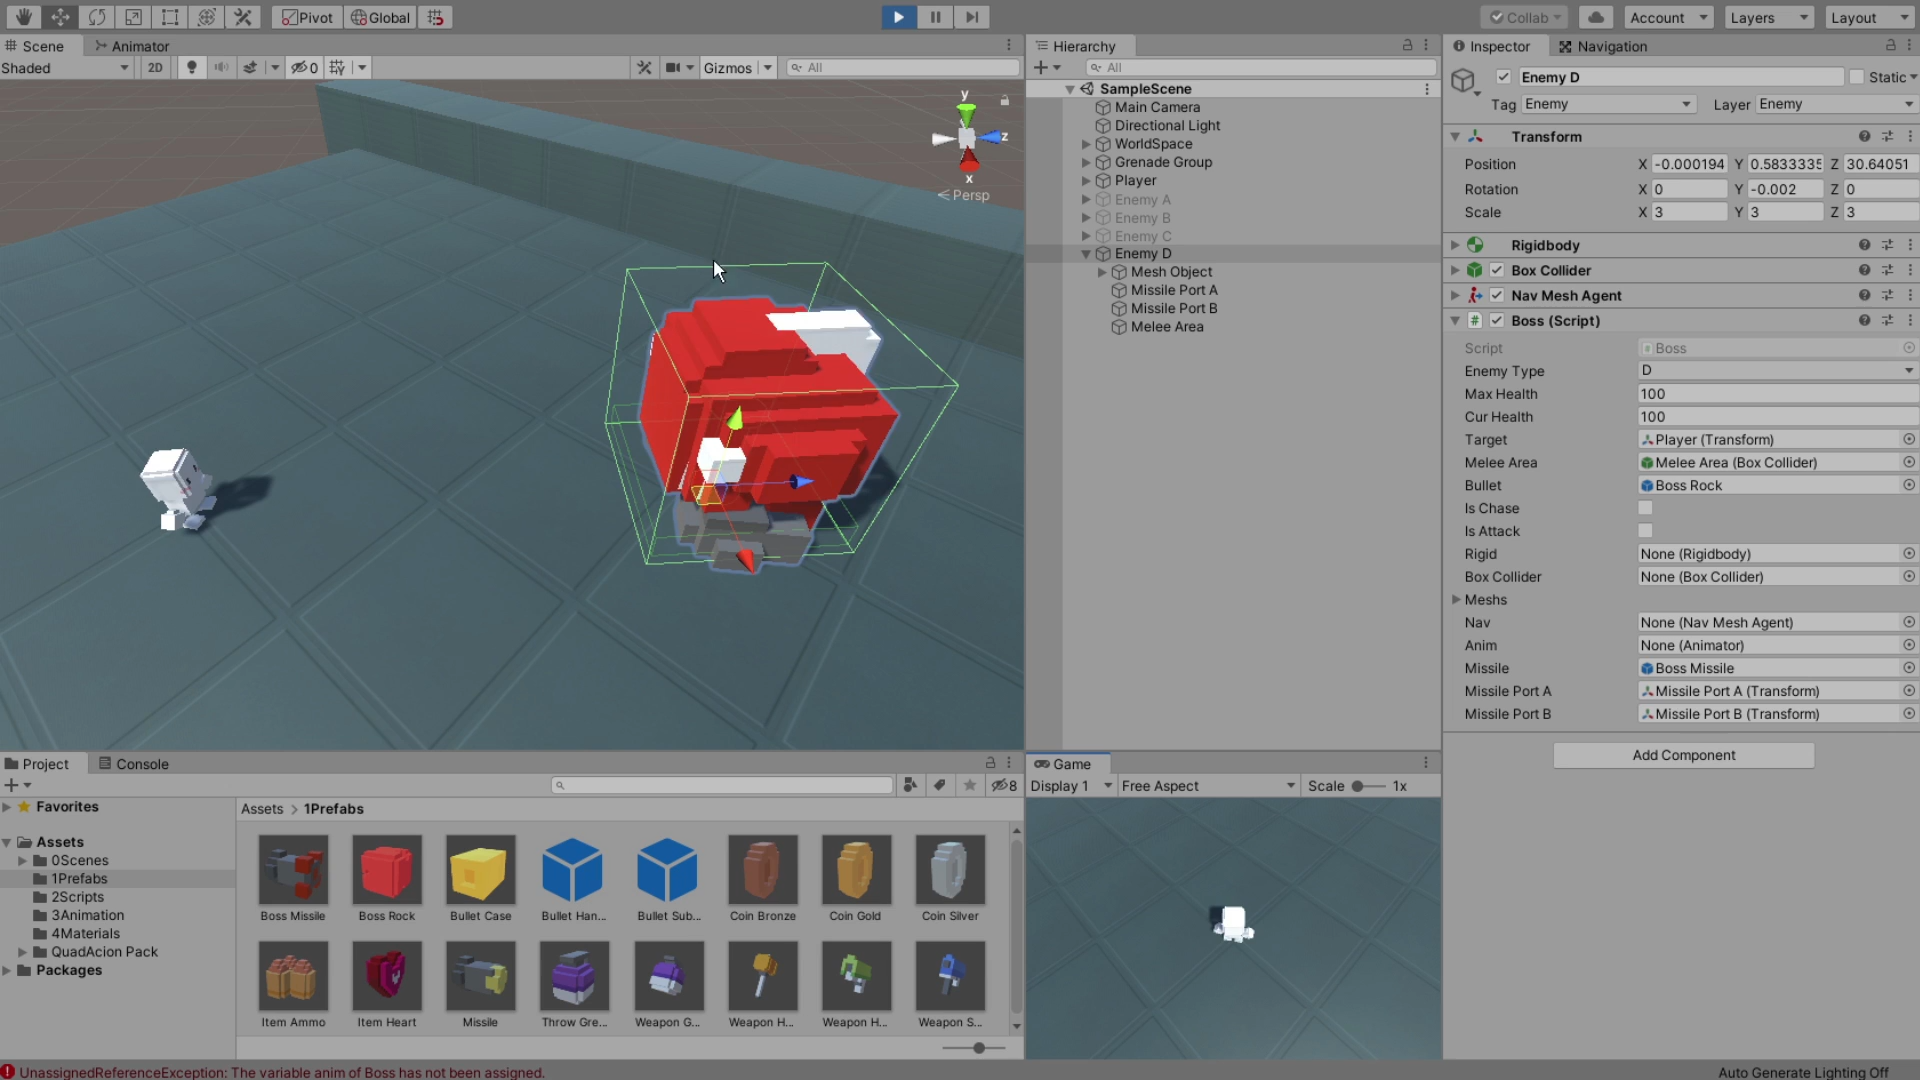 Pivot Global Collab Account Layers Layout
Scene Animator
Shaded 2D 0 Gizmos All
y
z
x
Persp
Hierarchy
All
SampleScene
Main Camera
Directional Light
WorldSpace
Grenade Group
Player
Enemy A
Enemy B
Enemy C
Enemy D
Mesh Object
Missile Port A
Missile Port B
Melee Area
Inspector Navigation
Enemy D Static
Tag Enemy Layer Enemy
Transform
Position X -0.000194 Y 0.5833335 Z 30.64051
Rotation X 0 Y -0.002 Z 0
Scale X 3 Y 3 Z 3
Rigidbody
Box Collider
Nav Mesh Agent
# Boss (Script)
Script Boss
Enemy Type D
Max Health 100
Cur Health 100
Target Player (Transform)
Melee Area Melee Area (Box Collider)
Bullet Boss Rock
Is Chase
Is Attack
Rigid None (Rigidbody)
Box Collider None (Box Collider)
Meshs
Nav None (Nav Mesh Agent)
Anim None (Animator)
Missile Boss Missile
Missile Port A Missile Port A (Transform)
Missile Port B Missile Port B (Transform)
Add Component
Project Console
8
Favorites
Assets
0Scenes
1Prefabs
2Scripts
3Animation
4Materials
QuadAcion Pack
Packages
Assets > 1Prefabs
Boss Missile Boss Rock Bullet Case Bullet Han... Bullet Sub... Coin Bronze Coin Gold Coin Silver
Item Ammo Item Heart Missile Throw Gre... Weapon G... Weapon H... Weapon H... Weapon S...
Game
Display 1 Free Aspect Scale 1x
UnassignedReferenceException: The variable anim of Boss has not been assigned.
Auto Generate Lighting Off